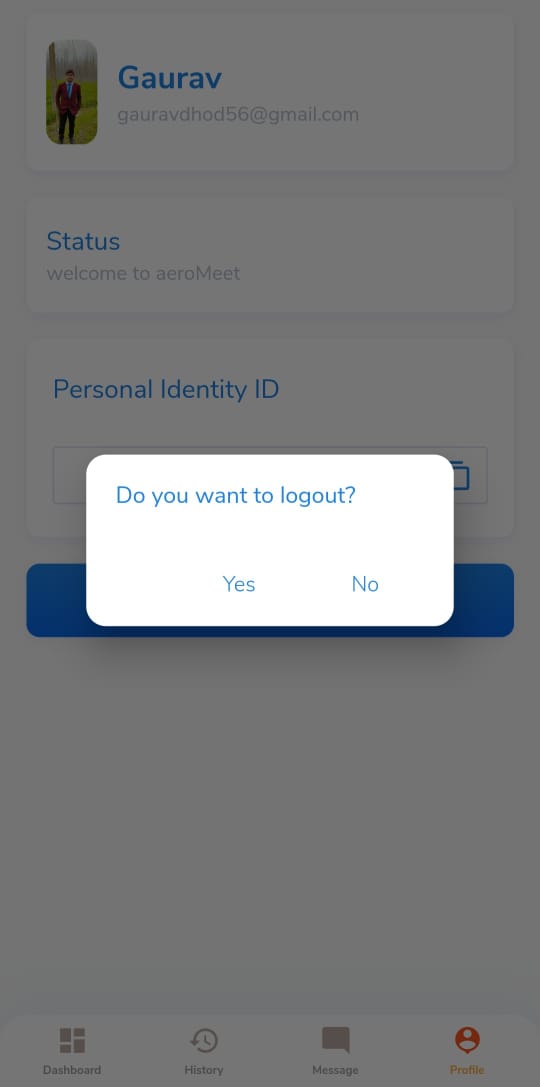 Gaurav
gauravdhod56@gmail.com
Status
welcome to aeroMeet
Personal Identity ID
Do you want to logout?
Yes No
Dashboard History Message Profile